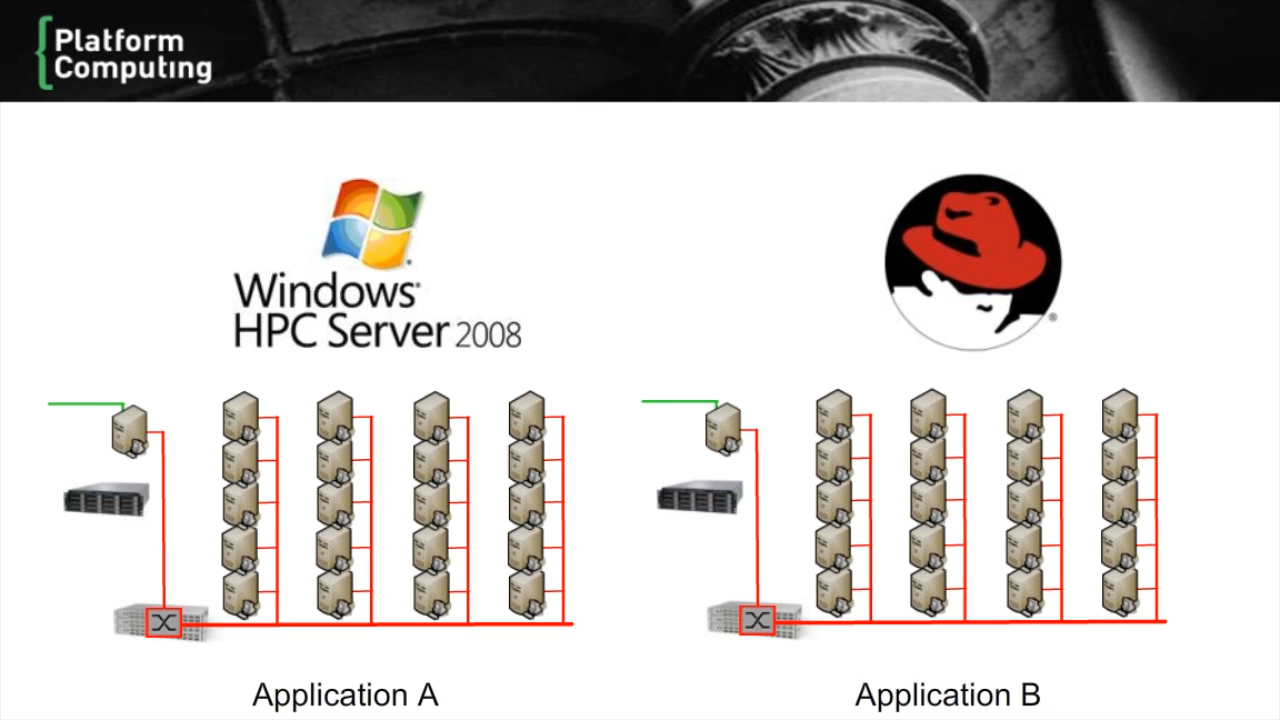 Platform
Computing
Windows®
HPC Server 2008
®
Application A
Application B